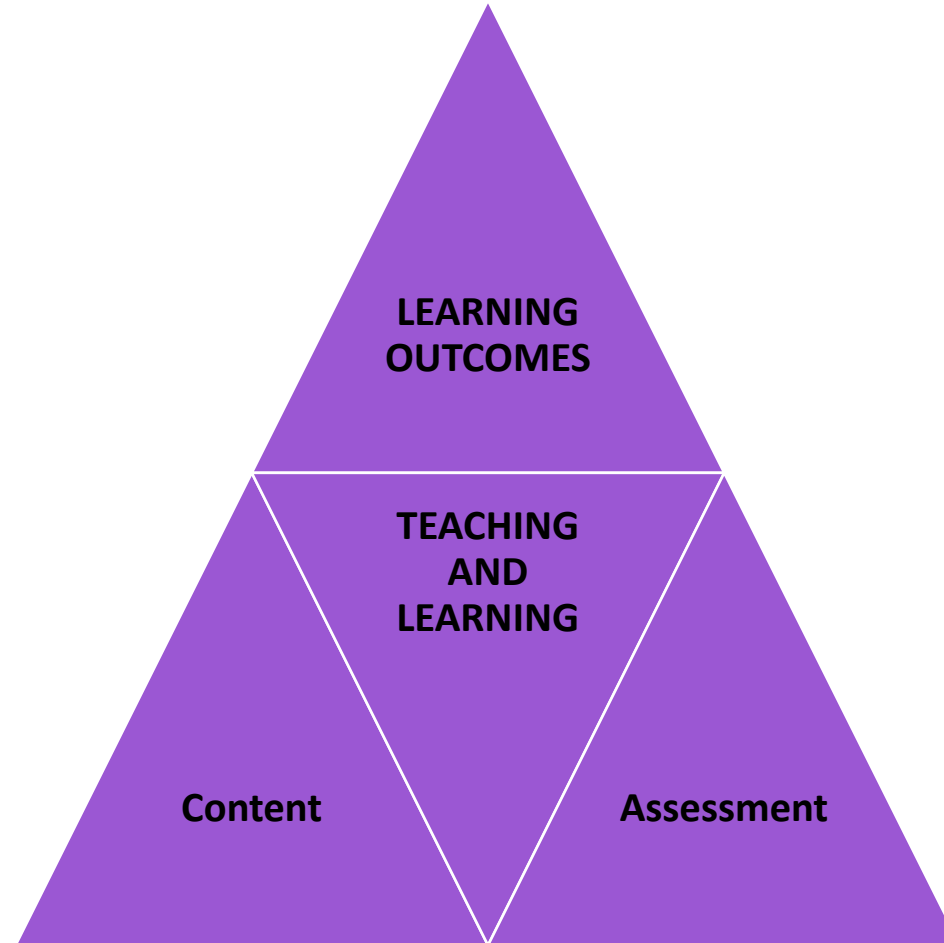 LEARNING
OUTCOMES
TEACHING
AND
LEARNING
Content
Assessment